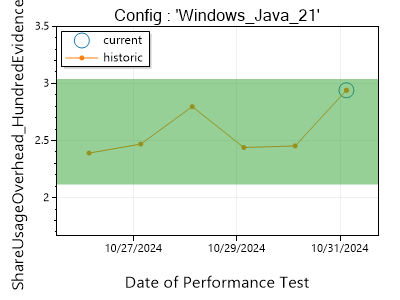 Config : 'Windows_Java_21'
ShareUsageOverhead_HundredEvidence
3.5
3
2.5
2
current
historic
10/27/2024
10/29/2024
10/31/2024
Date of Performance Test